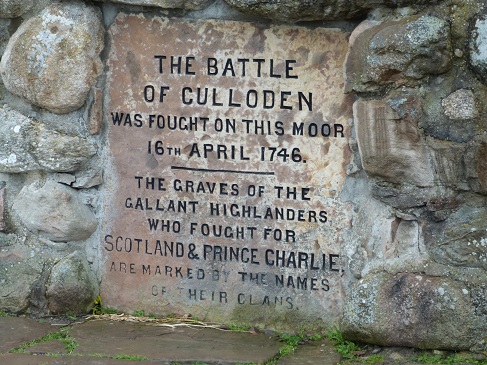 THE BATTLE
OF CULLODEN
WAS FOUGHT ON THIS MOOR
16TH APRIL 1746.
THE GRAVES OF THE
GALLANT HIGHLANDERS
WHO FOUGHT FOR
SCOTLAND & PRINCE CHARLIE,
ARE MARKED BY THE NAMES
OF THEIR CLANS.